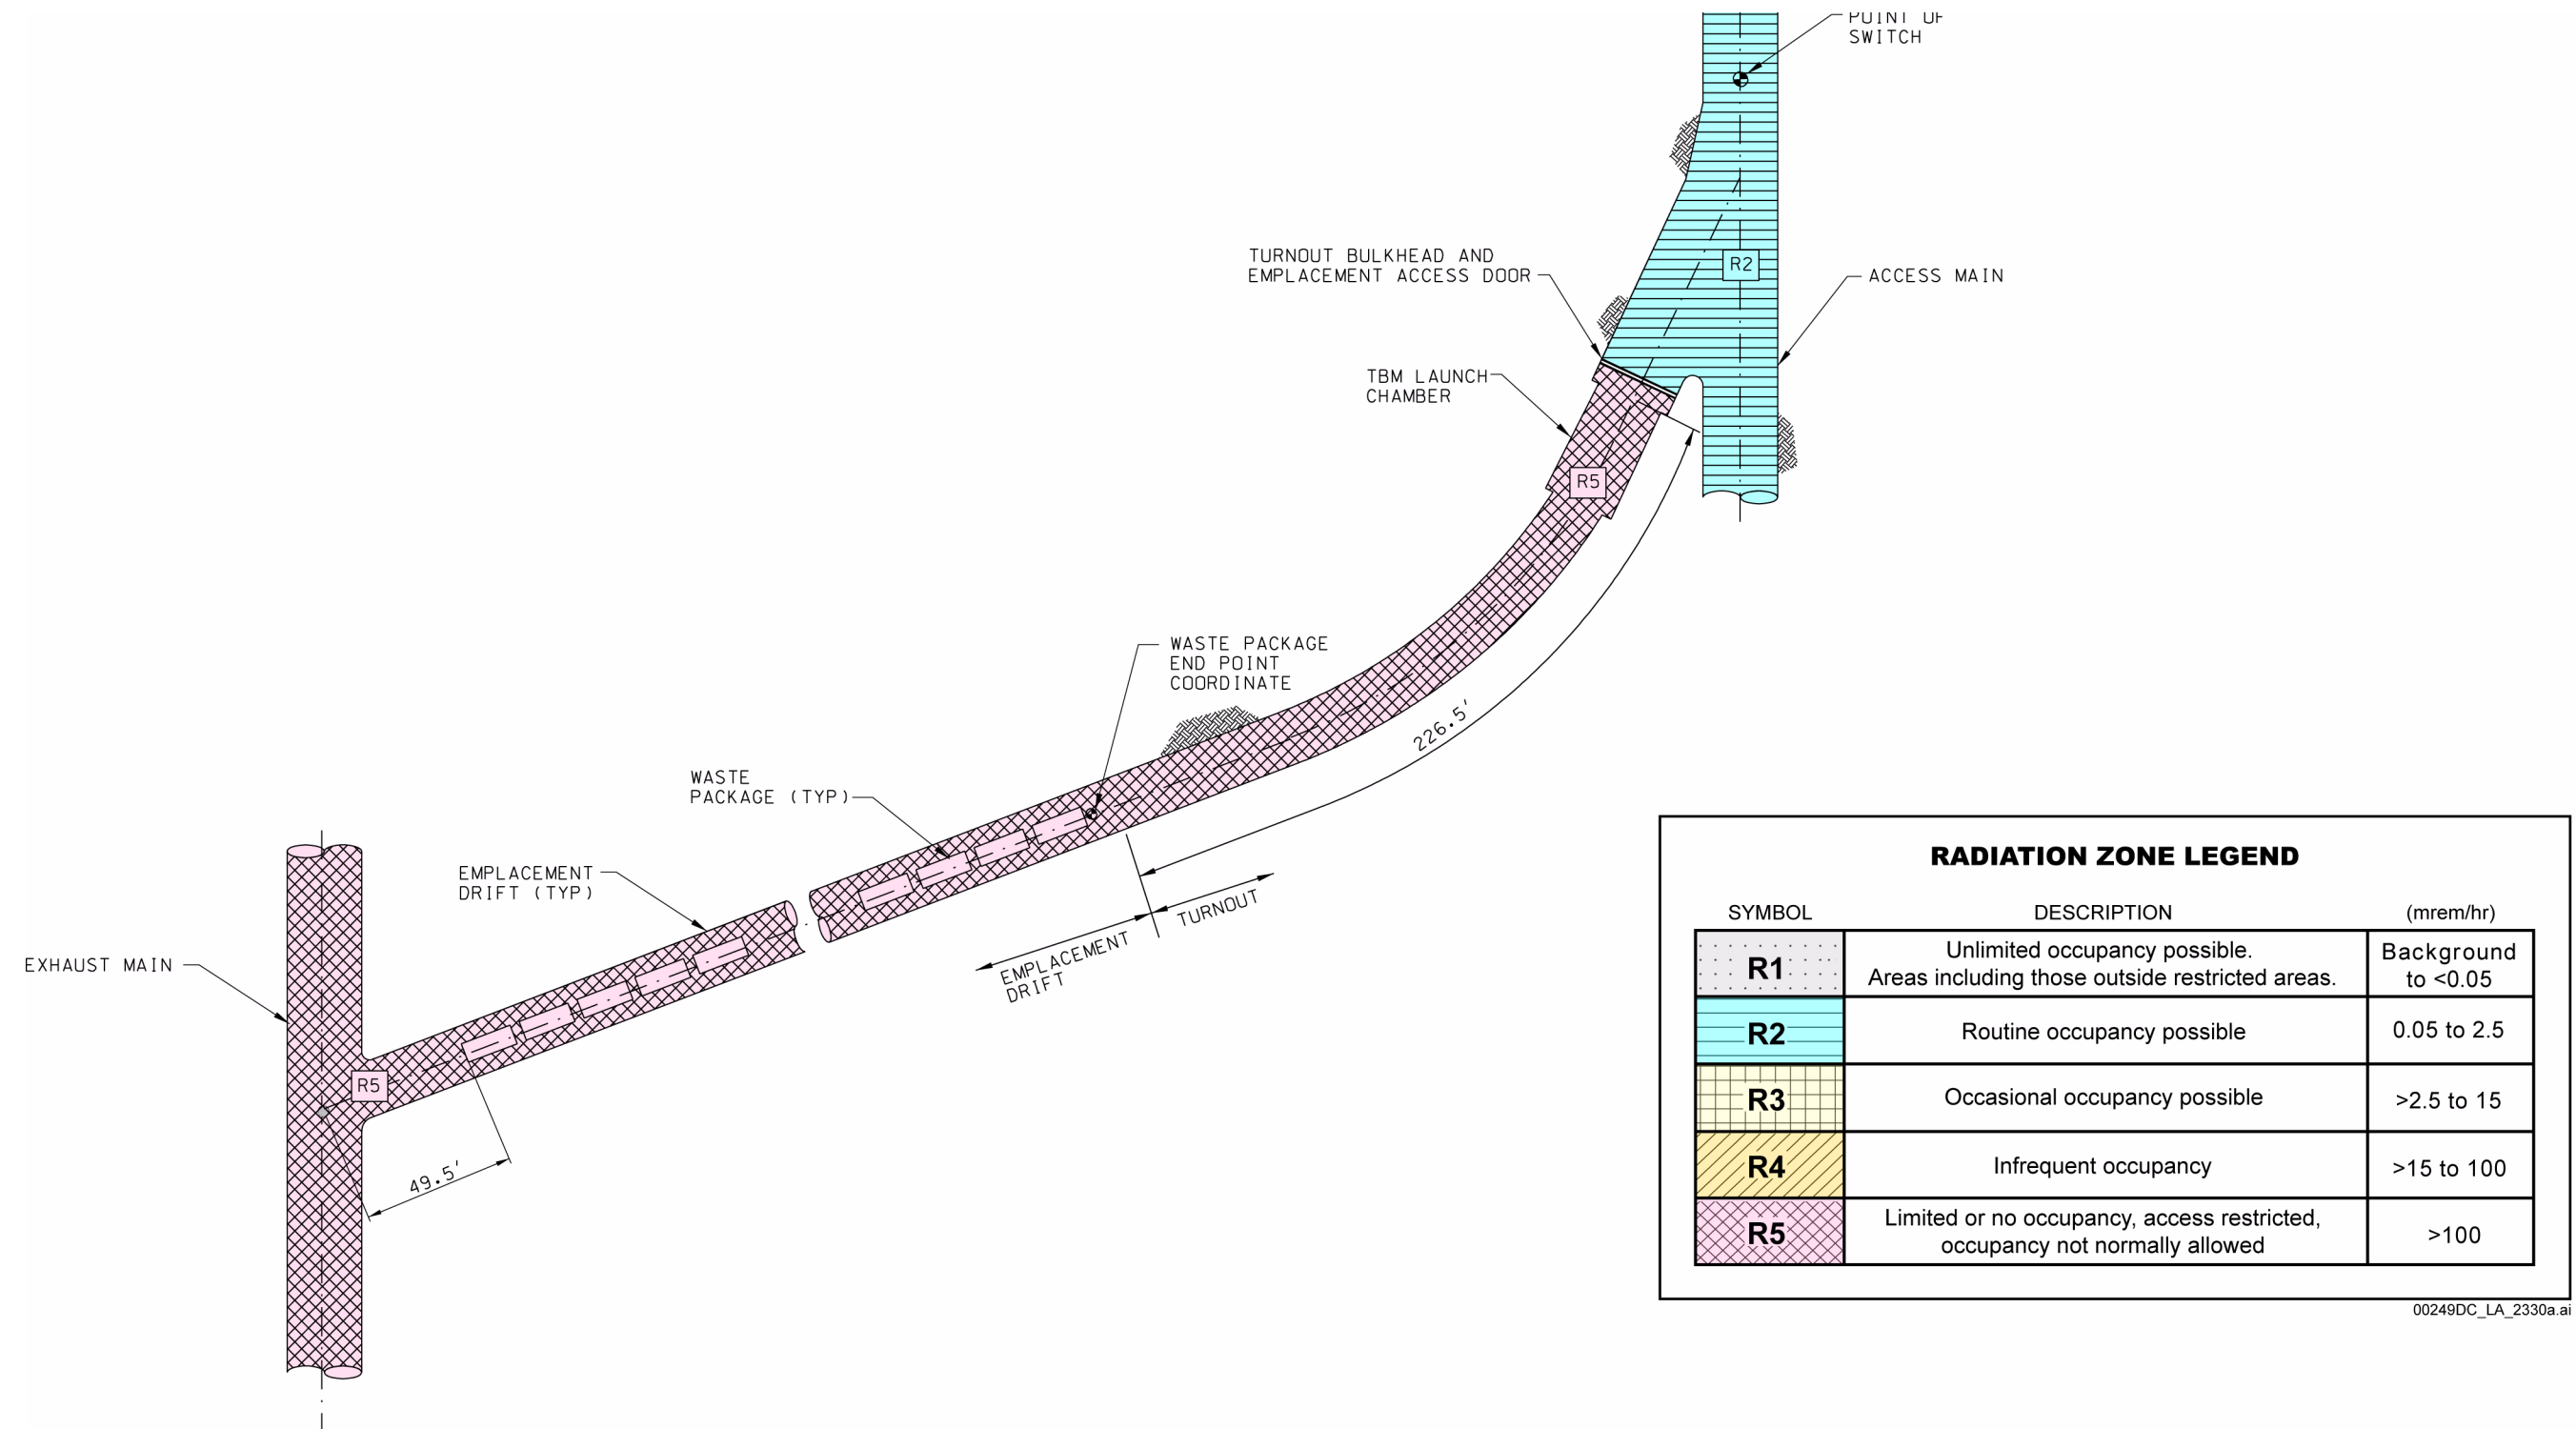 POINT OF
SWITCH
R2
TURNOUT BULKHEAD AND
EMPLACEMENT ACCESS DOOR
ACCESS MAIN
TBM LAUNCH
CHAMBER
R5
226.5'
WASTE PACKAGE
END POINT
COORDINATE
WASTE
PACKAGE (TYP)
EMPLACEMENT
DRIFT (TYP)
TURNOUT
EMPLACEMENT
DRIFT
EXHAUST MAIN
R5
49.5'
RADIATION ZONE LEGEND
SYMBOL DESCRIPTION (mrem/hr)
R1 Unlimited occupancy possible. Background
Areas including those outside restricted areas. to <0.05
R2 Routine occupancy possible 0.05 to 2.5
R3 Occasional occupancy possible >2.5 to 15
R4 Infrequent occupancy >15 to 100
R5 Limited or no occupancy, access restricted, >100
occupancy not normally allowed
00249DC_LA_2330a.ai